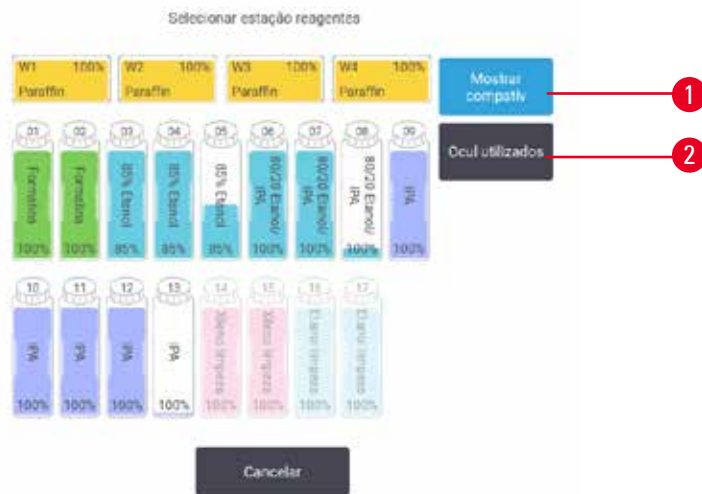 Selecionar estação reagentes
W1 100%
Paraffin
W2 100%
Paraffin
W3 100%
Paraffin
W4 100%
Paraffin
Mostrar
compativ
1
Ocul utilizados
2
01
Formalina
100%
02
Formalina
100%
03
85% Etanol
85%
04
85% Etanol
85%
05
85% Etanol
85%
06
80/20 Etanol/
IPA
100%
07
80/20 Etanol/
IPA
100%
08
80/20 Etanol/
IPA
100%
09
IPA
100%
10
IPA
100%
11
IPA
100%
12
IPA
100%
13
IPA
100%
14
Xileno limpeza
100%
15
Xileno limpeza
100%
16
Etano limpeza
100%
17
Etano limpeza
100%
Cancelar